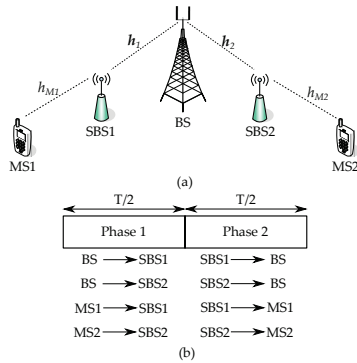 h1
h2
hM1
hM2
SBS1
BS
SBS2
MS1
MS2
(a)
T/2
T/2
Phase 1
Phase 2
BS → SBS1
SBS1 → BS
BS → SBS2
SBS2 → BS
MS1 → SBS1
SBS1 → MS1
MS2 → SBS2
SBS2 → MS2
(b)